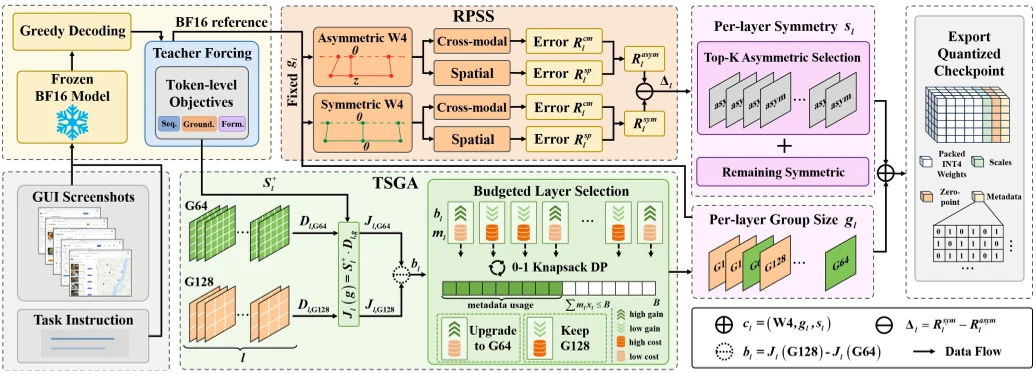 Greedy Decoding
Frozen
BF16 Model
BF16 reference
Teacher Forcing
Token-level
Objectives
Seq. Ground. Form.
GUI Screenshots
Task Instruction
RPSS
Fixed g_l
Asymmetric W4
0
z
Symmetric W4
0
Cross-modal
Spatial
Cross-modal
Spatial
Error R_l^cm
Error R_l^sp
Error R_l^cm
Error R_l^sp
R_l^asym
R_l^sym
Δ_l
TSGA
S_l^+
G64
G128
l
D_l,G64
D_l,G128
J_l (g) = S_l^+ D_l,g
J_l,G64
J_l,G128
b_l
Budgeted Layer Selection
b_l
m_l
...
0-1 Knapsack DP
metadata usage
∑m_l x_l ≤ B
B
Upgrade
to G64
Keep
G128
high gain
low gain
high cost
low cost
Per-layer Symmetry s_l
Top-K Asymmetric Selection
asym
...
asym
+
Remaining Symmetric
Per-layer Group Size g_l
G128
...
G64
Export
Quantized
Checkpoint
Packed
INT4
Weights
Scales
Zero-
point
Metadata
0 1 0 1 0
1 0 1 1 0
0 1 1 0 1
...
c_l = (W4, g_l, s_l)
Δ_l = R_l^sym − R_l^asym
b_l = J_l (G128) - J_l (G64)
Data Flow